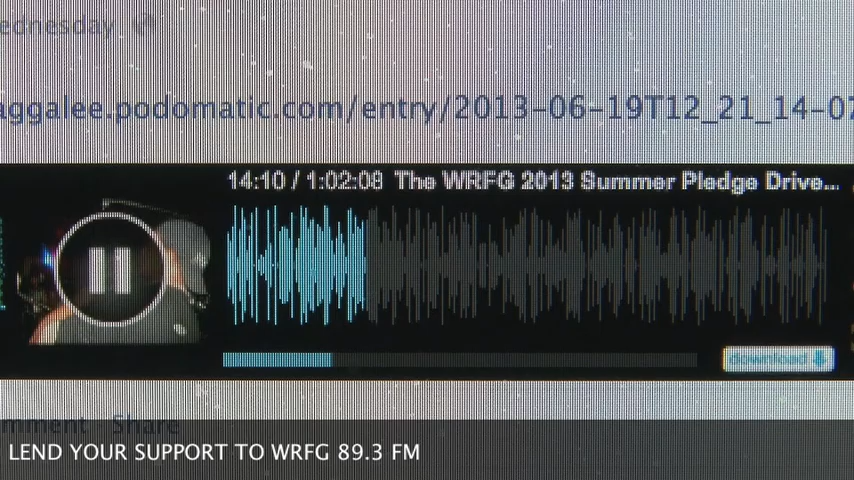 ednesday
aggalee.podomatic.com/entry/2013-06-19T12_21_14-07
14:10 / 1:02:08 The WRFG 2013 Summer Pledge Drive...
download
mment · Share
LEND YOUR SUPPORT TO WRFG 89.3 FM